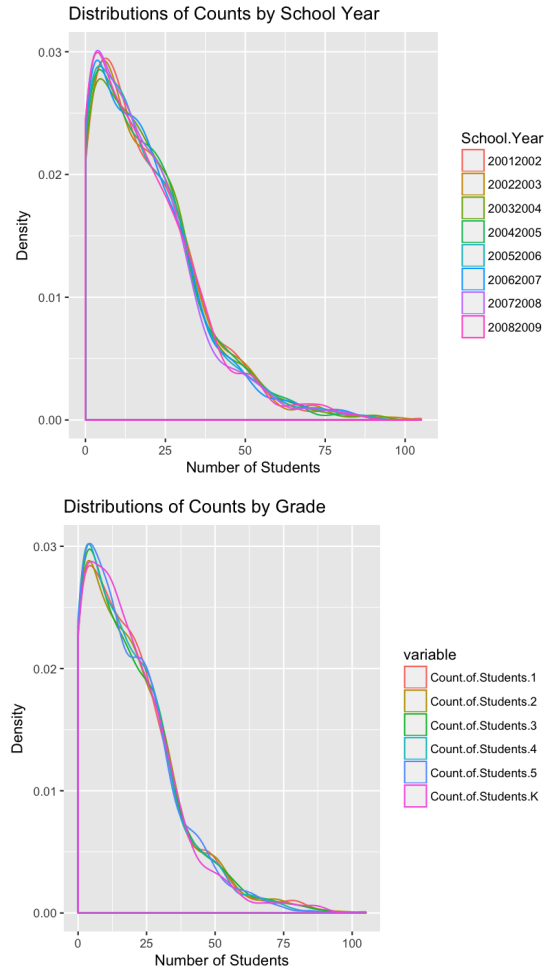 Distributions of Counts by School Year
0.03
0.02
0.01
0.00
Density
0 25 50 75 100
Number of Students
School.Year
20012002
20022003
20032004
20042005
20052006
20062007
20072008
20082009
Distributions of Counts by Grade
0.03
0.02
0.01
0.00
Density
0 25 50 75 100
Number of Students
variable
Count.of.Students.1
Count.of.Students.2
Count.of.Students.3
Count.of.Students.4
Count.of.Students.5
Count.of.Students.K